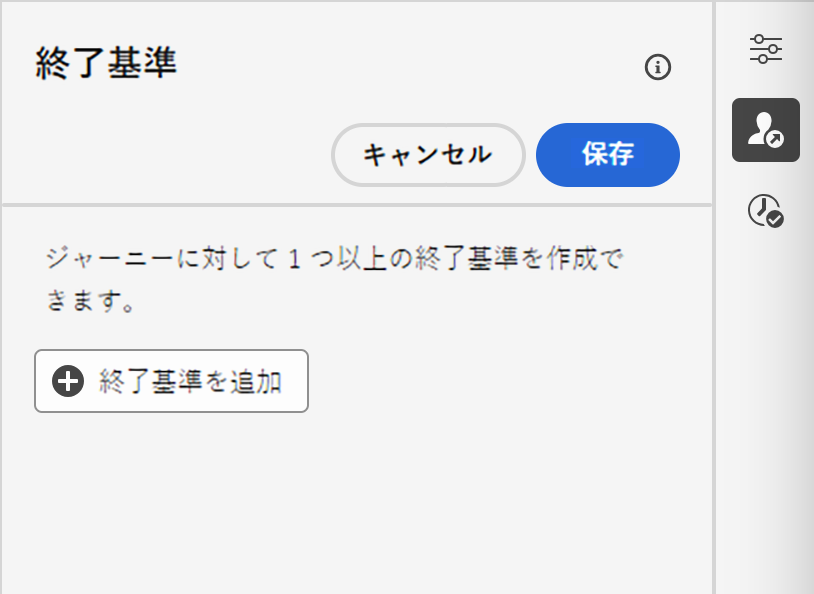 終了基準
キャンセル
保存
ジャーニーに対して 1 つ以上の終了基準を作成で
きます。
終了基準を追加